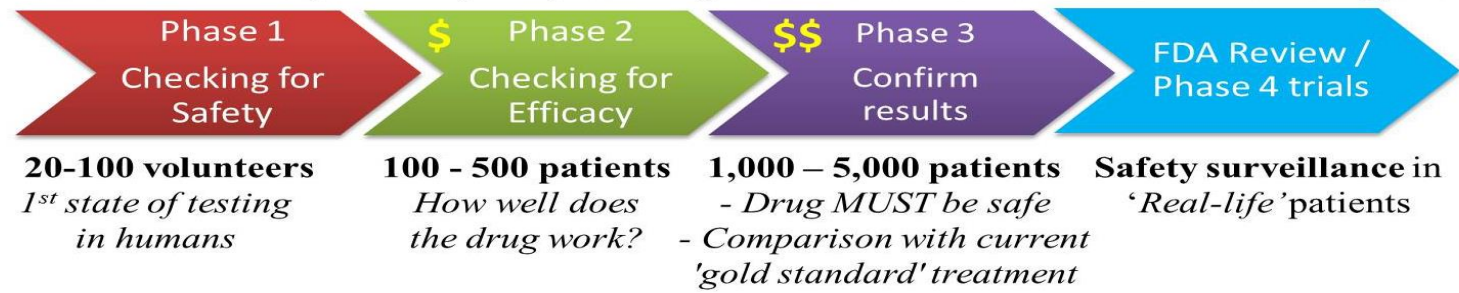 Phase 1
Checking for
Safety
$ Phase 2
Checking for
Efficacy
$$ Phase 3
Confirm
results
FDA Review /
Phase 4 trials
20-100 volunteers
1st state of testing
in humans
100 - 500 patients
How well does
the drug work?
1,000 – 5,000 patients
- Drug MUST be safe
- Comparison with current
'gold standard' treatment
Safety surveillance in
‘Real-life’ patients